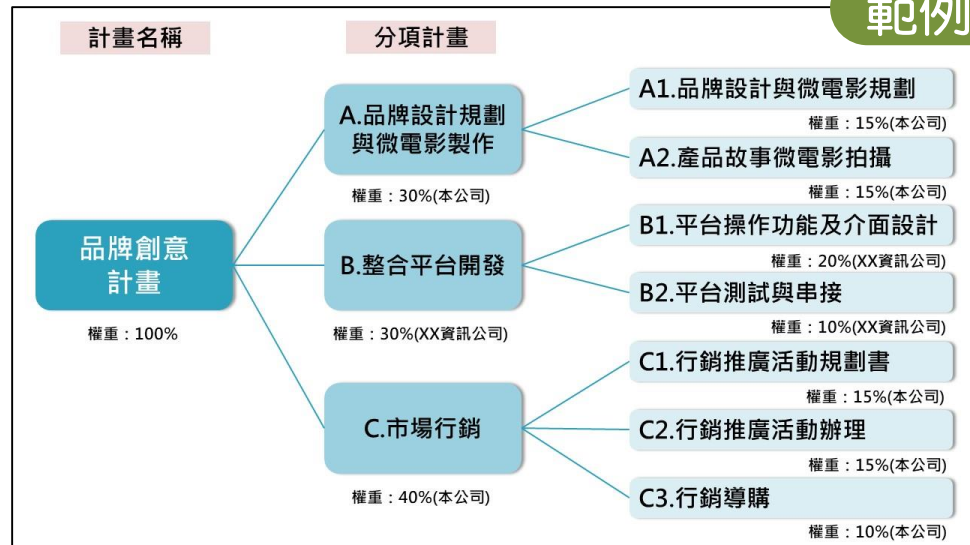 範例
計畫名稱
分項計畫
品牌創意
計畫
權重：100%
A.品牌設計規劃
與微電影製作
權重：30%(本公司)
A1.品牌設計與微電影規劃
權重：15%(本公司)
A2.產品故事微電影拍攝
權重：15%(本公司)
B.整合平台開發
權重：30%(XX資訊公司)
B1.平台操作功能及介面設計
權重：20%(XX資訊公司)
B2.平台測試與串接
權重：10%(XX資訊公司)
C.市場行銷
權重：40%(本公司)
C1.行銷推廣活動規劃書
權重：15%(本公司)
C2.行銷推廣活動辦理
權重：15%(本公司)
C3.行銷導購
權重：10%(本公司)